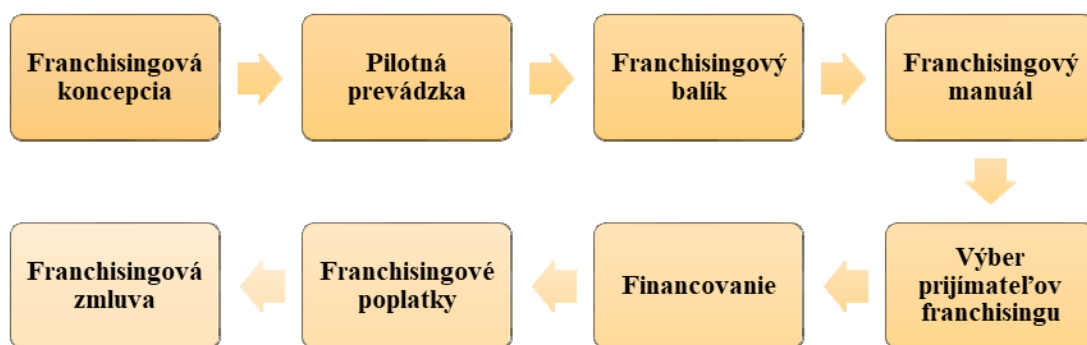 Franchisingová
koncepcia
Pilotná
prevádzka
Franchisingový
balík
Franchisingový
manuál
Výber
prijímateľov
franchisingu
Financovanie
Franchisingové
poplatky
Franchisingová
zmluva